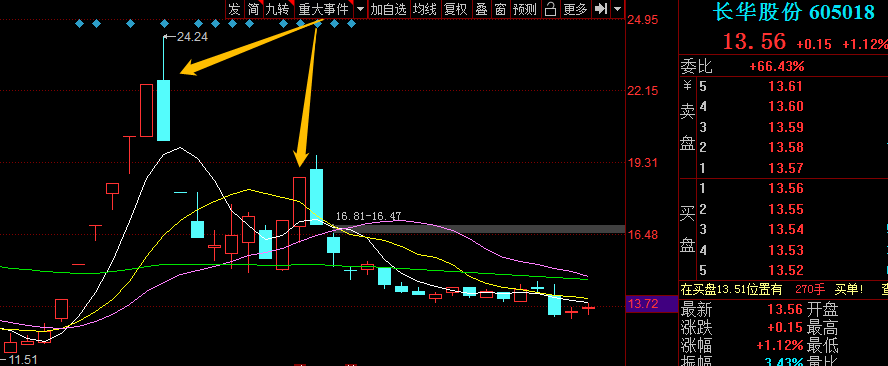 发 简 九转 重大事件 加自选 均线 复权 叠 窗 预测 更多
24.95
24.24
22.15
19.31
16.81-16.47
16.48
13.72
11.51
长华股份 605018
13.56 +0.15 +1.12%
委比 +66.43%
¥ 5 13.61
卖 4 13.60
3 13.59
盘 2 13.58
1 13.57
1 13.56
买 2 13.55
3 13.54
盘 4 13.53
5 13.52
在买盘13.51位置有 270手 买单!
最新 13.56 开盘
涨跌 +0.15 最高
涨幅 +1.12% 最低
振幅 3.43% 量比